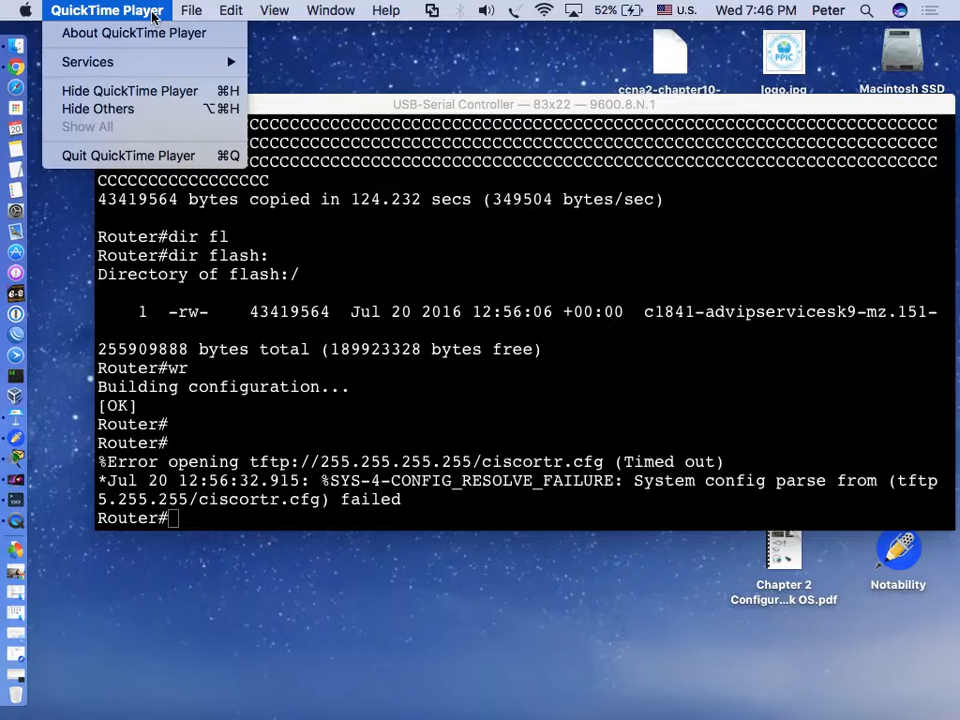 QuickTime Player File Edit View Window Help 52% U.S. Wed 7:46 PM Peter
About QuickTime Player
Services
Hide QuickTime Player ⌘H
Hide Others ⌥⌘H
Show All
Quit QuickTime Player ⌘Q
ccna2-chapter10-
PPIC
logo.jpg
Macintosh SSD
USB-Serial Controller — 83x22 — 9600.8.N.1
CCCCCCCCCCCCCCCCC
43419564 bytes copied in 124.232 secs (349504 bytes/sec)
Router#dir fl
Router#dir flash:
Directory of flash:/
1 -rw- 43419564 Jul 20 2016 12:56:06 +00:00 c1841-advipservicesk9-mz.151-
255909888 bytes total (189923328 bytes free)
Router#wr
Building configuration...
[OK]
Router#
Router#
%Error opening tftp://255.255.255.255/ciscortr.cfg (Timed out)
*Jul 20 12:56:32.915: %SYS-4-CONFIG_RESOLVE_FAILURE: System config parse from (tftp
5.255.255/ciscortr.cfg) failed
Router#
Chapter 2
Configur...k OS.pdf
Notability